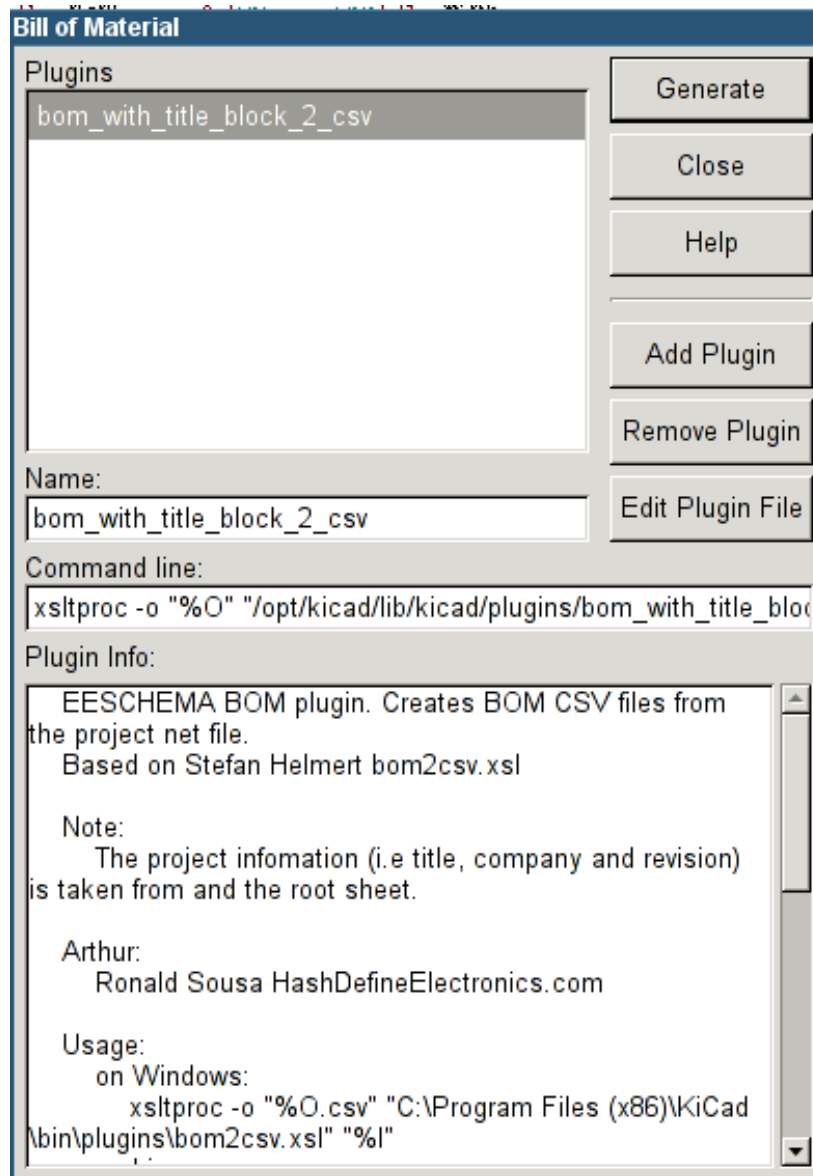 Bill of Material
Plugins
bom_with_title_block_2_csv
Generate
Close
Help
Add Plugin
Remove Plugin
Edit Plugin File
Name:
bom_with_title_block_2_csv
Command line:
xsltproc -o "%O" "/opt/kicad/lib/kicad/plugins/bom_with_title_bloc
Plugin Info:
EESCHEMA BOM plugin. Creates BOM CSV files from
the project net file.
Based on Stefan Helmert bom2csv.xsl
Note:
The project infomation (i.e title, company and revision)
is taken from and the root sheet.
Arthur:
Ronald Sousa HashDefineElectronics.com
Usage:
on Windows:
xsltproc -o "%O.csv" "C:\Program Files (x86)\KiCad
\bin\plugins\bom2csv.xsl" "%I"